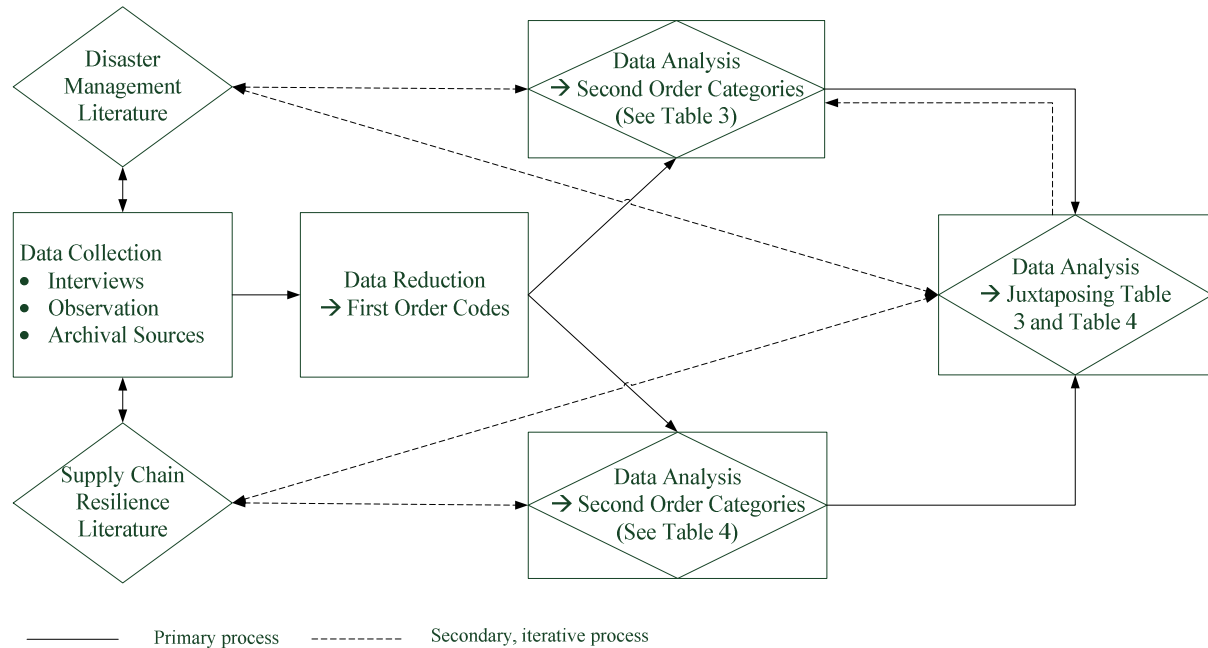 Disaster
Management
Literature
Data Analysis
→ Second Order Categories
(See Table 3)
Data Collection
• Interviews
• Observation
• Archival Sources
Data Reduction
→ First Order Codes
Data Analysis
→ Juxtaposing Table
3 and Table 4
Supply Chain
Resilience
Literature
Data Analysis
→ Second Order Categories
(See Table 4)
Primary process
Secondary, iterative process